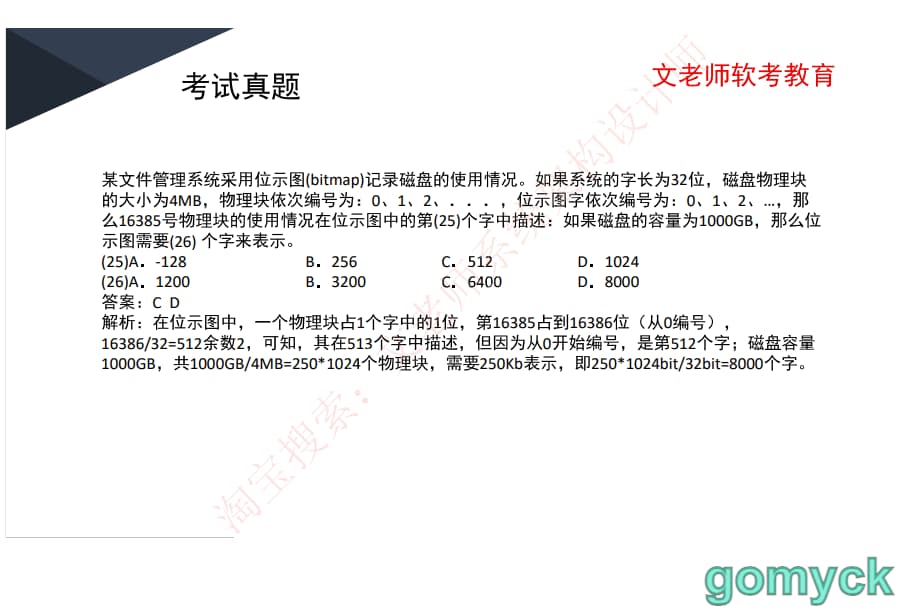 考试真题
文老师软考教育
某文件管理系统采用位示图(bitmap)记录磁盘的使用情况。如果系统的字长为32位，磁盘物理块
的大小为4MB，物理块依次编号为：0、1、2、．．．．，位示图字依次编号为：0、1、2、…，那
么16385号物理块的使用情况在位示图中的第(25)个字中描述：如果磁盘的容量为1000GB，那么位
示图需要(26) 个字来表示。
(25)A．-128 B．256 C．512 D．1024
(26)A．1200 B．3200 C．6400 D．8000
答案：C D
解析：在位示图中，一个物理块占1个字中的1位，第16385占到16386位（从0编号），
16386/32=512余数2，可知，其在513个字中描述，但因为从0开始编号，是第512个字；磁盘容量
1000GB，共1000GB/4MB=250*1024个物理块，需要250Kb表示，即250*1024bit/32bit=8000个字。
淘宝搜索：文老师系统架构设计师
gomyck